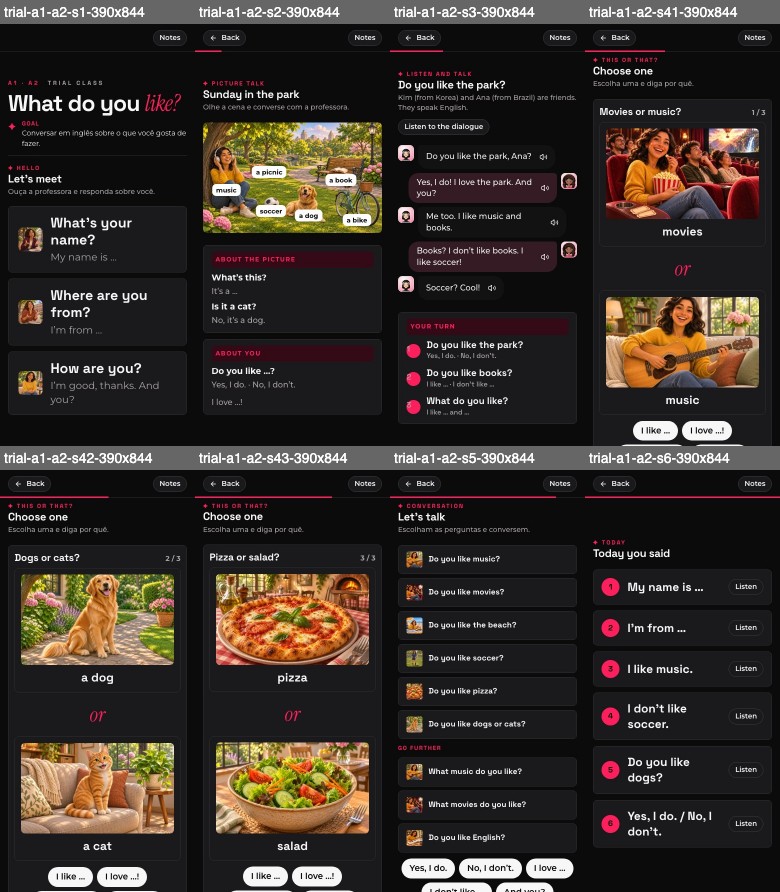 trial-a1-a2-s1-390x844
Notes
A1 - A2 TRIAL CLASS
What do you like?
GOAL
Conversar em inglês sobre o que você gosta de
fazer.
HELLO
Let's meet
Ouça a professora e responda sobre você.
What's your
name?
My name is ...
Where are you
from?
I'm from ...
How are you?
I'm good, thanks. And
you?
trial-a1-a2-s2-390x844
← Back
Notes
PICTURE TALK
Sunday in the park
Olhe a cena e converse com a professora.
a picnic
a book
music
soccer
a dog
a bike
ABOUT THE PICTURE
What's this?
It's a ...
Is it a cat?
No, it's a dog.
ABOUT YOU
Do you like ...?
Yes, I do. · No, I don't.
I love ...!
trial-a1-a2-s3-390x844
← Back
Notes
LISTEN AND TALK
Do you like the park?
Kim (from Korea) and Ana (from Brazil) are friends.
They speak English.
Listen to the dialogue
Do you like the park, Ana?
Yes, I do! I love the park. And
you?
Me too. I like music and
books.
Books? I don't like books. I
like soccer!
Soccer? Cool!
YOUR TURN
Do you like the park?
Yes, I do. · No, I don't.
Do you like books?
I like ... · I don't like ...
What do you like?
I like ... and ...
trial-a1-a2-s41-390x844
← Back
Notes
THIS OR THAT?
Choose one
Escolha uma e diga por quê.
Movies or music?
1 / 3
movies
or
music
I like ...
I love ...!
trial-a1-a2-s42-390x844
← Back
Notes
THIS OR THAT?
Choose one
Escolha uma e diga por quê.
Dogs or cats?
2 / 3
a dog
or
a cat
I like ...
I love ...!
trial-a1-a2-s43-390x844
← Back
Notes
THIS OR THAT?
Choose one
Escolha uma e diga por quê.
Pizza or salad?
3 / 3
pizza
or
salad
I like ...
I love ...!
trial-a1-a2-s5-390x844
← Back
Notes
CONVERSATION
Let's talk
Escolham as perguntas e conversem.
Do you like music?
Do you like movies?
Do you like the beach?
Do you like soccer?
Do you like pizza?
Do you like dogs or cats?
GO FURTHER
What music do you like?
What movies do you like?
Do you like English?
Yes, I do.
No, I don't.
I like ...
I don't like ...
And you?
trial-a1-a2-s6-390x844
← Back
Notes
TODAY
Today you said
1 My name is ... Listen
2 I'm from ... Listen
3 I like music. Listen
4 I don't like
soccer. Listen
5 Do you like
dogs? Listen
6 Yes, I do. / No, I
don't. Listen